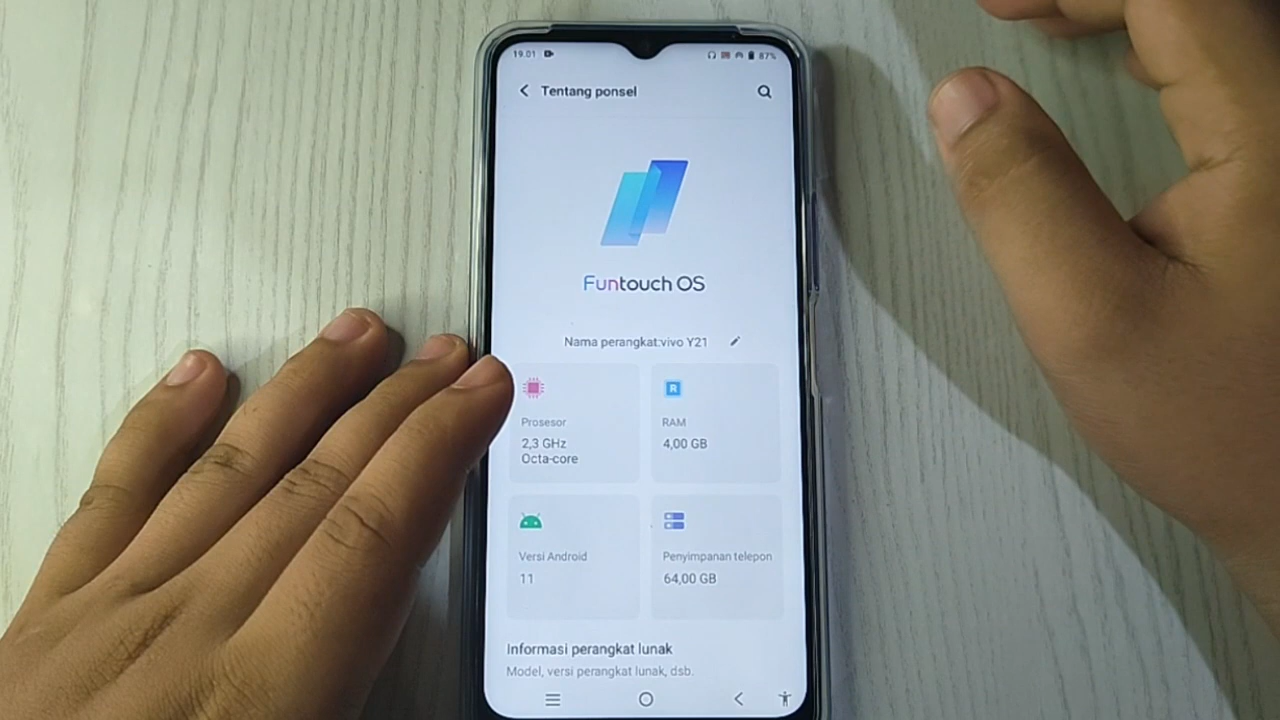 19.01
87%
Tentang ponsel
Funtouch OS
Nama perangkat:vivo Y21
R
Prosesor
2,3 GHz
Octa-core
RAM
4,00 GB
Versi Android
11
Penyimpanan telepon
64,00 GB
Informasi perangkat lunak
Model, versi perangkat lunak, dsb.